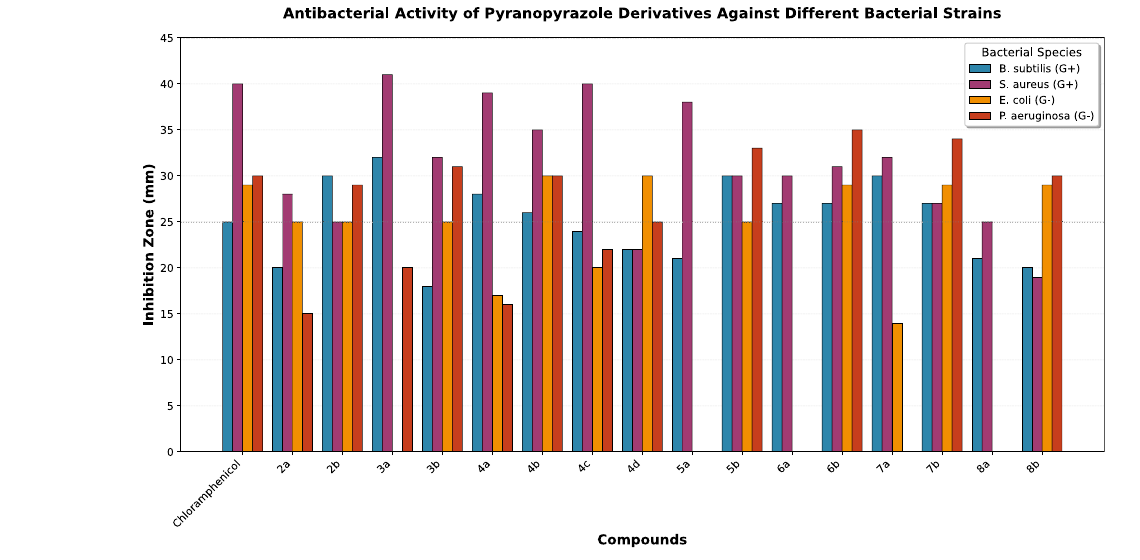 Antibacterial Activity of Pyranopyrazole Derivatives Against Different Bacterial Strains
Bacterial Species
B. subtilis (G+)
S. aureus (G+)
E. coli (G-)
P. aeruginosa (G-)
Inhibition Zone (mm)
45
40
35
30
25
20
15
10
5
0
Chloramphenicol
2a
2b
3a
3b
4a
4b
4c
4d
5a
5b
6a
6b
7a
7b
8a
8b
Compounds